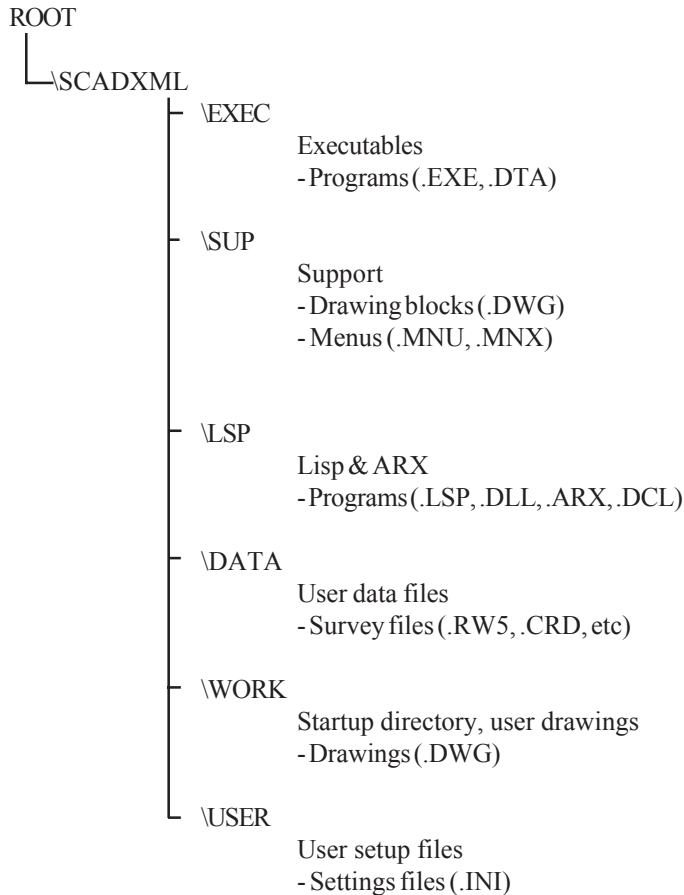 ROOT
\SCADXML
\EXEC
Executables
- Programs (.EXE, .DTA)
\SUP
Support
- Drawing blocks (.DWG)
- Menus (.MNU, .MNX)
\LSP
Lisp & ARX
- Programs (.LSP, .DLL, .ARX, .DCL)
\DATA
User data files
- Survey files (.RW5, .CRD, etc)
\WORK
Startup directory, user drawings
- Drawings (.DWG)
\USER
User setup files
- Settings files (.INI)